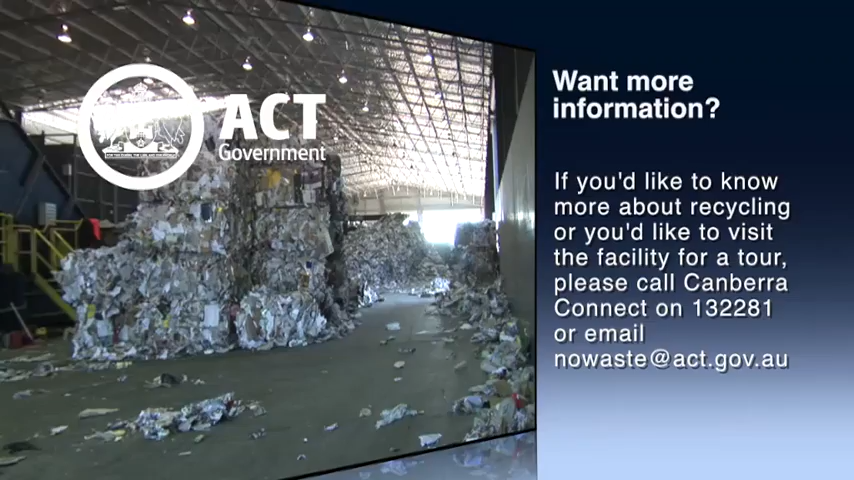 ACT
Government
Want more
information?
If you'd like to know
more about recycling
or you'd like to visit
the facility for a tour,
please call Canberra
Connect on 132281
or email
nowaste@act.gov.au